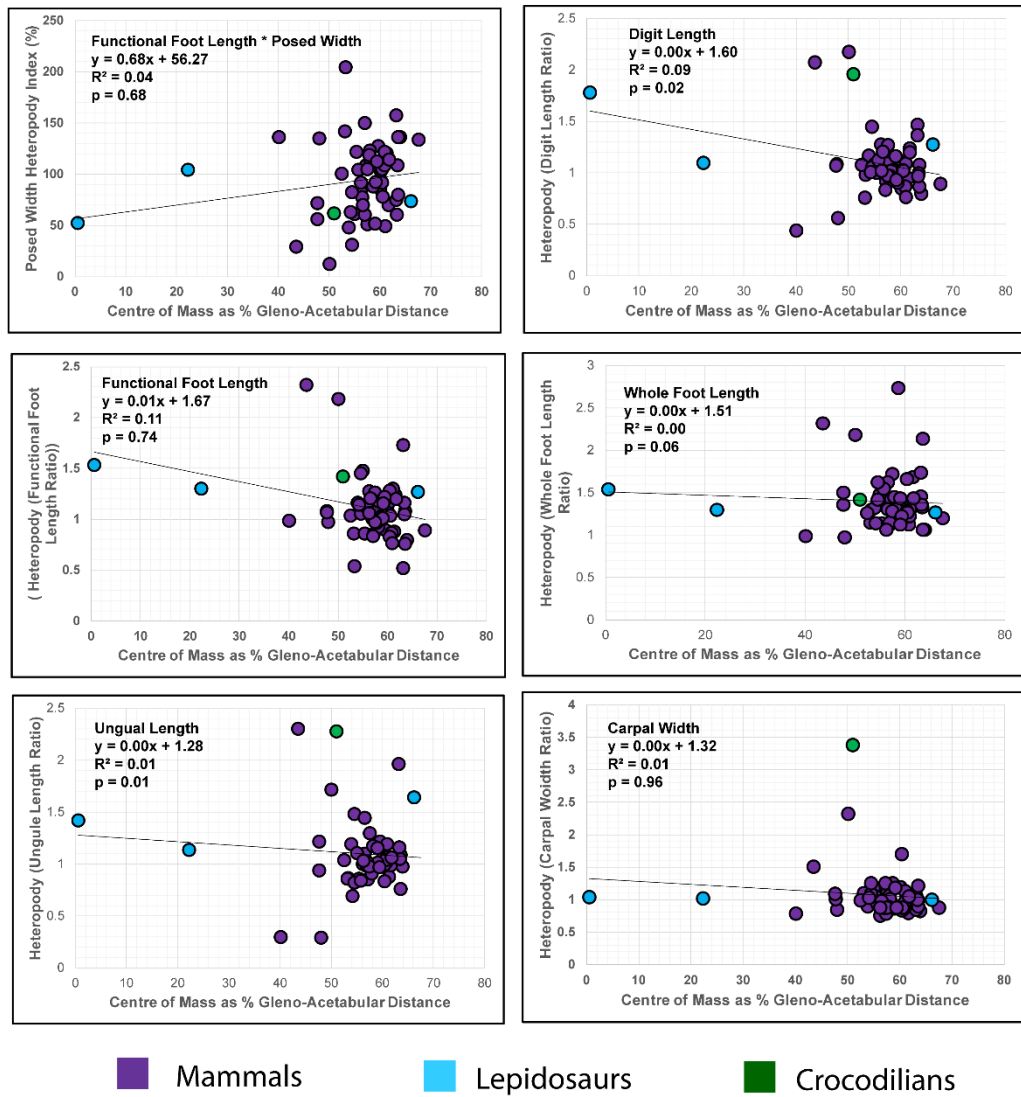 Posed Width Heteropody Index (%)
Functional Foot Length * Posed Width
y = 0.68x + 56.27
R² = 0.04
p = 0.68
250
200
150
100
50
0
0 10 20 30 40 50 60 70 80
Centre of Mass as % Gleno-Acetabular Distance
Heteropody (Digit Length Ratio)
Digit Length
y = 0.00x + 1.60
R² = 0.09
p = 0.02
2.5
2
1.5
1
0.5
0
0 10 20 30 40 50 60 70 80
Centre of Mass as % Gleno-Acetabular Distance
( Heteropody (Functional Foot
Length Ratio))
Functional Foot Length
y = 0.01x + 1.67
R² = 0.11
p = 0.74
2.5
2
1.5
1
0.5
0
0 10 20 30 40 50 60 70 80
Centre of Mass as % Gleno-Acetabular Distance
Heteropody (Whole Foot Length
Ratio)
Whole Foot Length
y = 0.00x + 1.51
R² = 0.00
p = 0.06
3
2.5
2
1.5
1
0.5
0
0 20 40 60 80
Centre of Mass as % Gleno-Acetabular Distance
Heteropody (Ungule Length Ratio)
Ungual Length
y = 0.00x + 1.28
R² = 0.01
p = 0.01
2.5
2
1.5
1
0.5
0
0 10 20 30 40 50 60 70 80
Centre of Mass as % Gleno-Acetabular Distance
Heteropody (Carpal Woidth Ratio)
Carpal Width
y = 0.00x + 1.32
R² = 0.01
p = 0.96
4
3.5
3
2.5
2
1.5
1
0.5
0
0 10 20 30 40 50 60 70 80
Centre of Mass as % Gleno-Acetabular Distance
Mammals
Lepidosaurs
Crocodilians